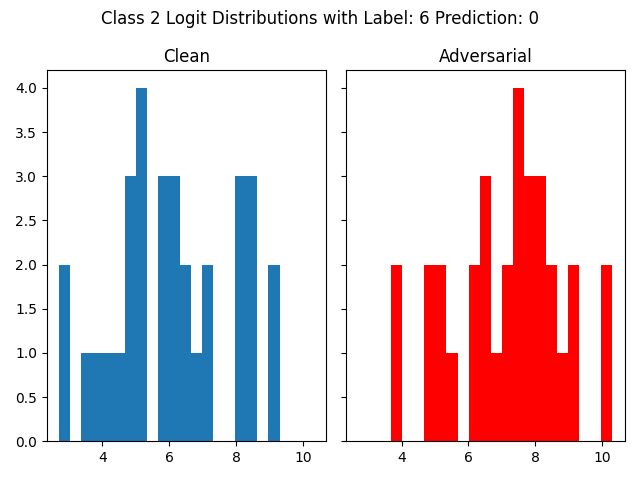 Class 2 Logit Distributions with Label: 6 Prediction: 0
Clean
Adversarial
4.0
3.5
3.0
2.5
2.0
1.5
1.0
0.5
0.0
4 6 8 10
4 6 8 10